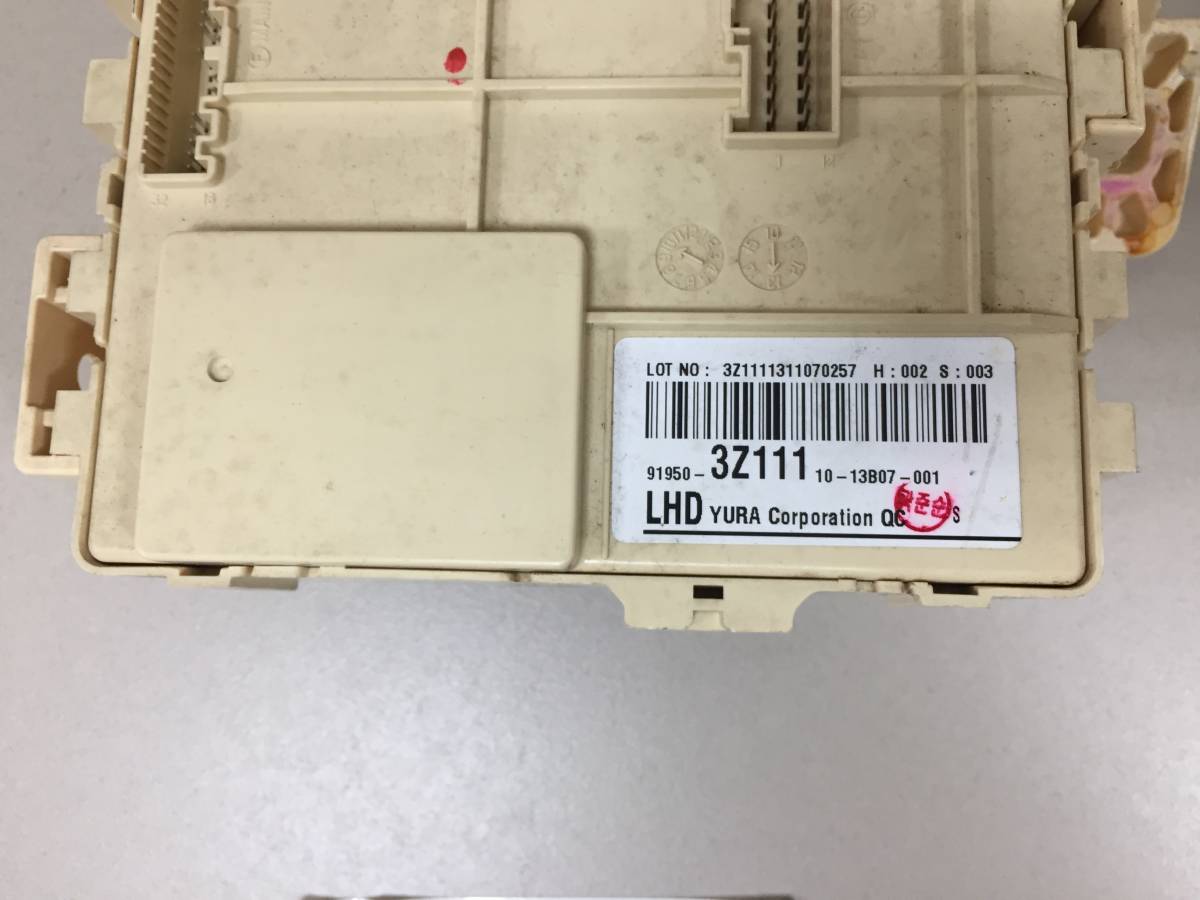 LOT NO : 3Z1111311070257 H : 002 S : 003
91950- 3Z111 10-13B07-001
LHD YURA Corporation QC S